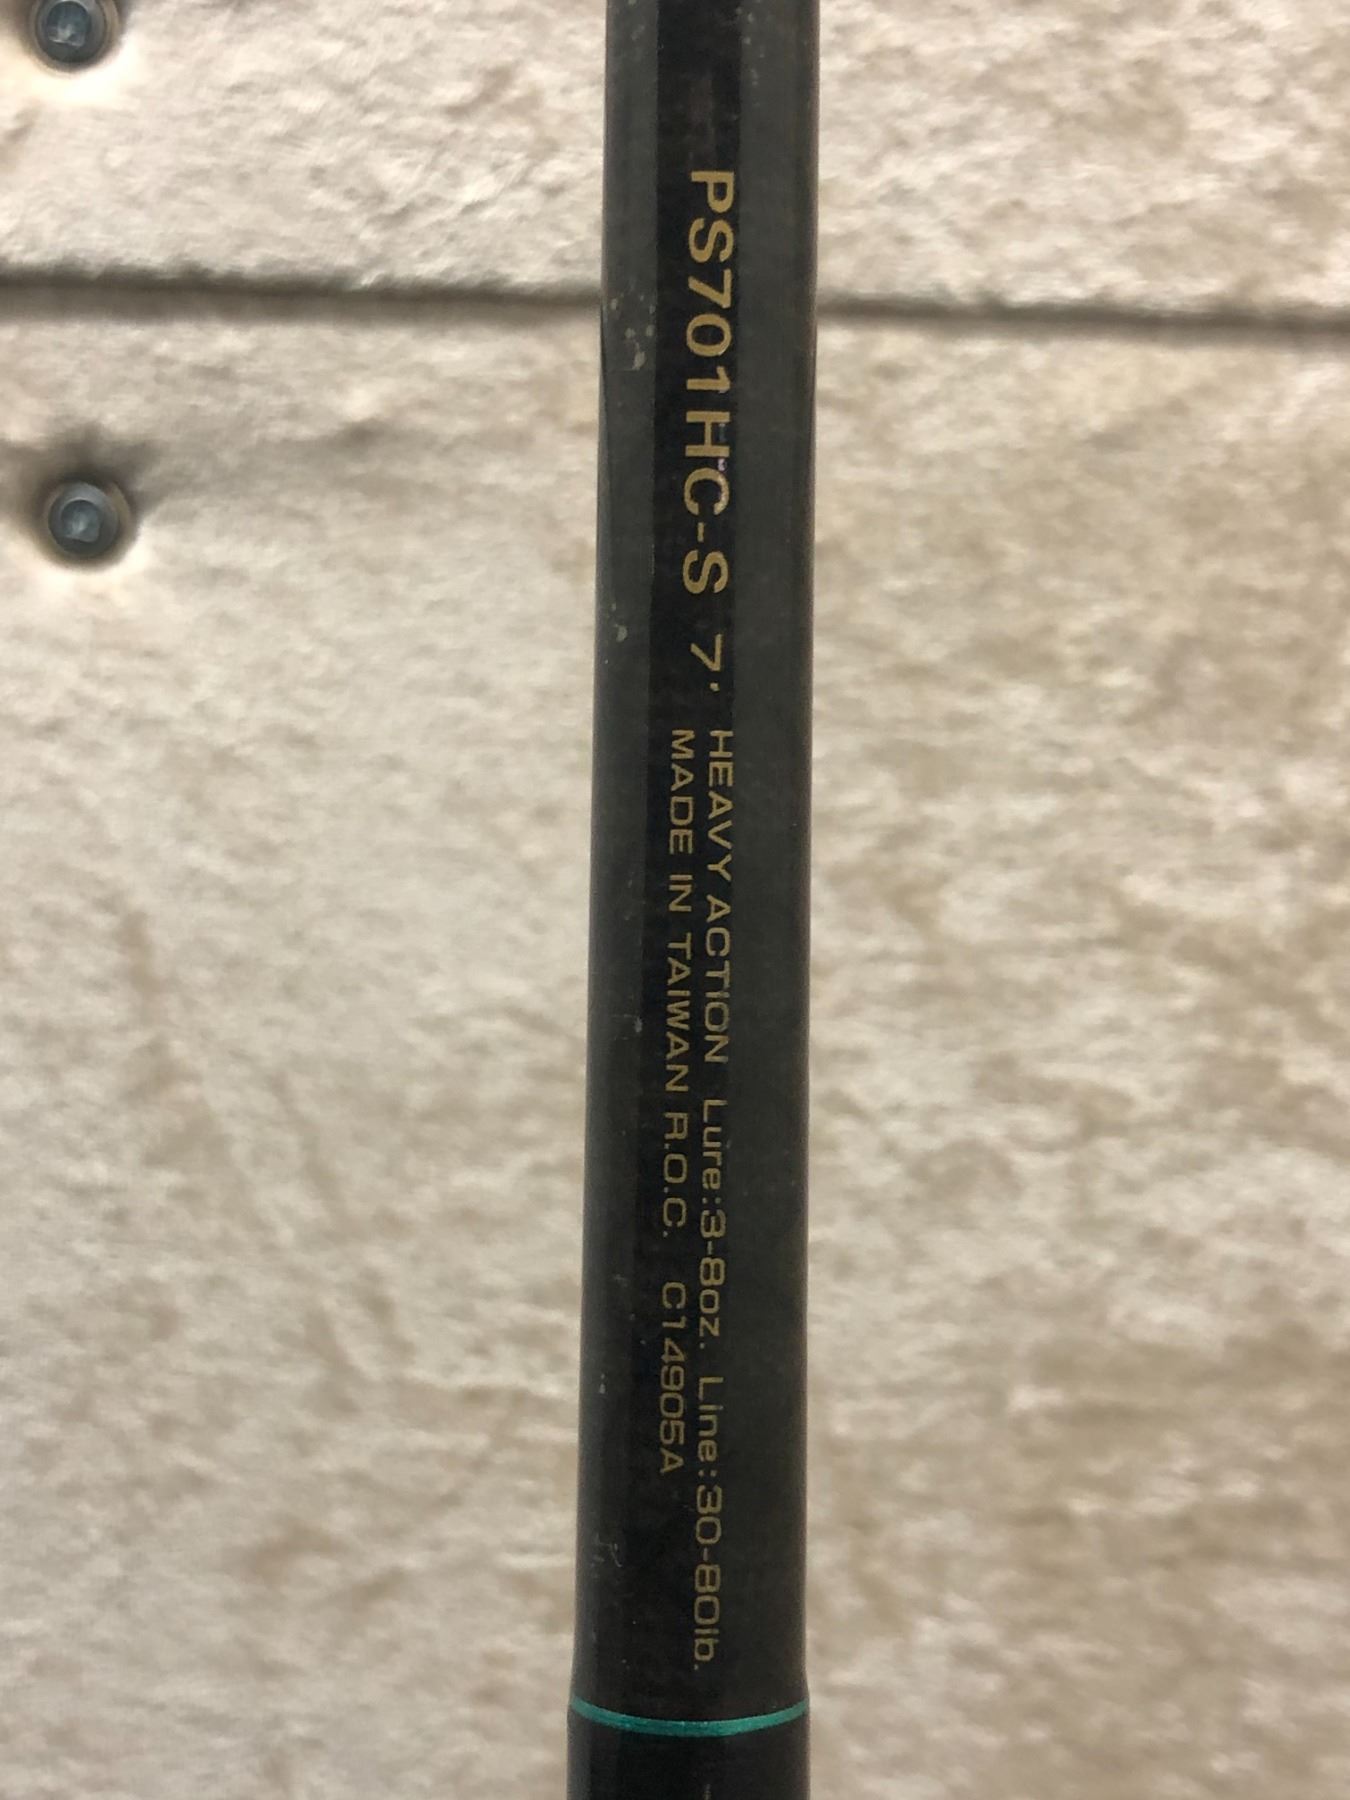 PS701HC-S 7' HEAVY ACTION Lure:3-8oz. Line:30-80lb.
MADE IN TAIWAN R.O.C. C14905A